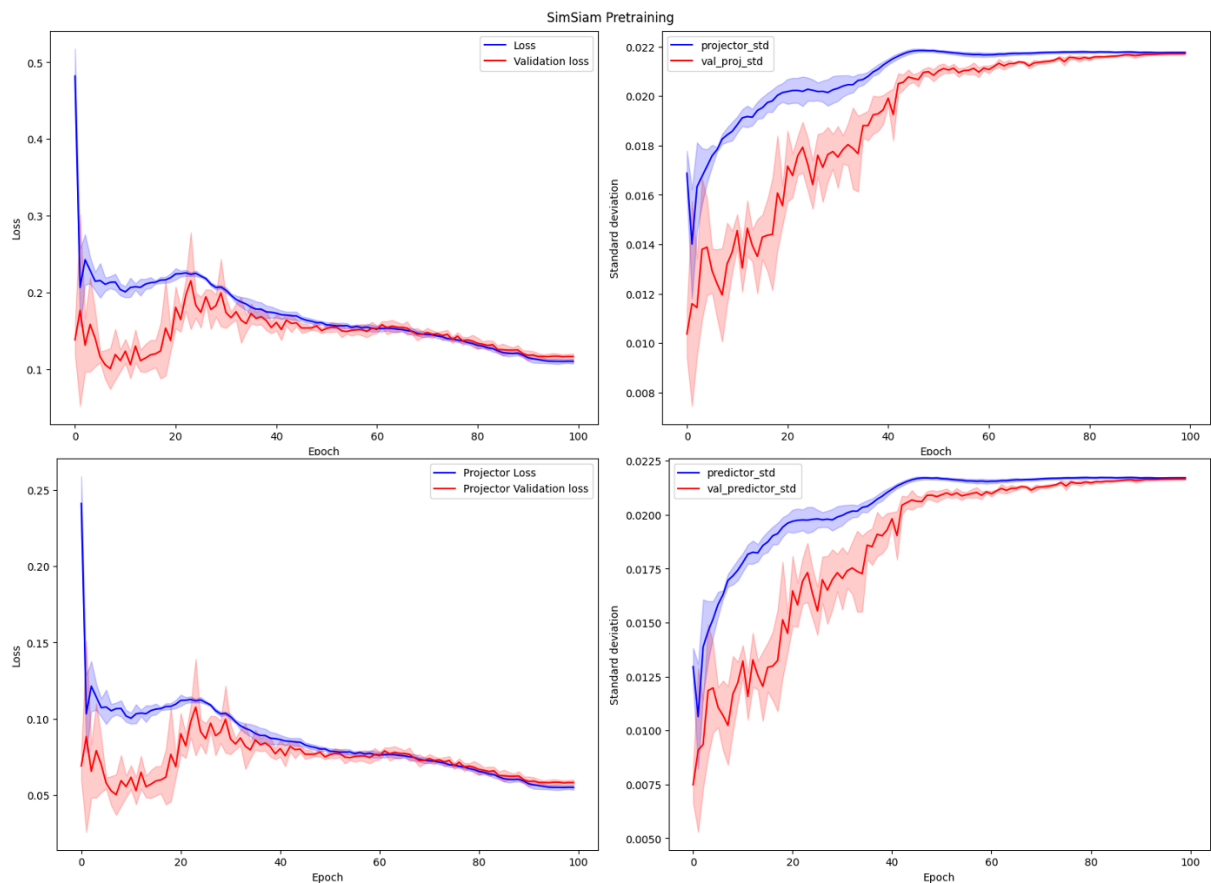 SimSiam Pretraining
Loss
Validation loss
0.5
0.4
0.3
0.2
0.1
Loss
0
20
40
60
80
100
Epoch
projector_std
val_proj_std
0.022
0.020
0.018
0.016
0.014
0.012
0.010
0.008
Standard deviation
0
20
40
60
80
100
Epoch
Projector Loss
Projector Validation loss
0.25
0.20
0.15
0.10
0.05
Loss
0
20
40
60
80
100
Epoch
predictor_std
val_predictor_std
0.0225
0.0200
0.0175
0.0150
0.0125
0.0100
0.0075
0.0050
Standard deviation
0
20
40
60
80
100
Epoch